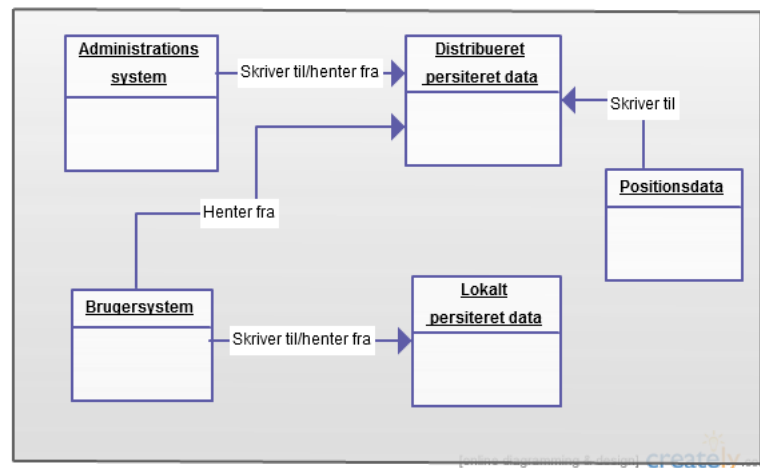 Administrations
system
Skriver til/henter fra
Distribueret
persiteret data
Skriver til
Positionsdata
Henter fra
Brugersystem
Skriver til/henter fra
Lokalt
persiteret data
[online diagramming & design] creately.com